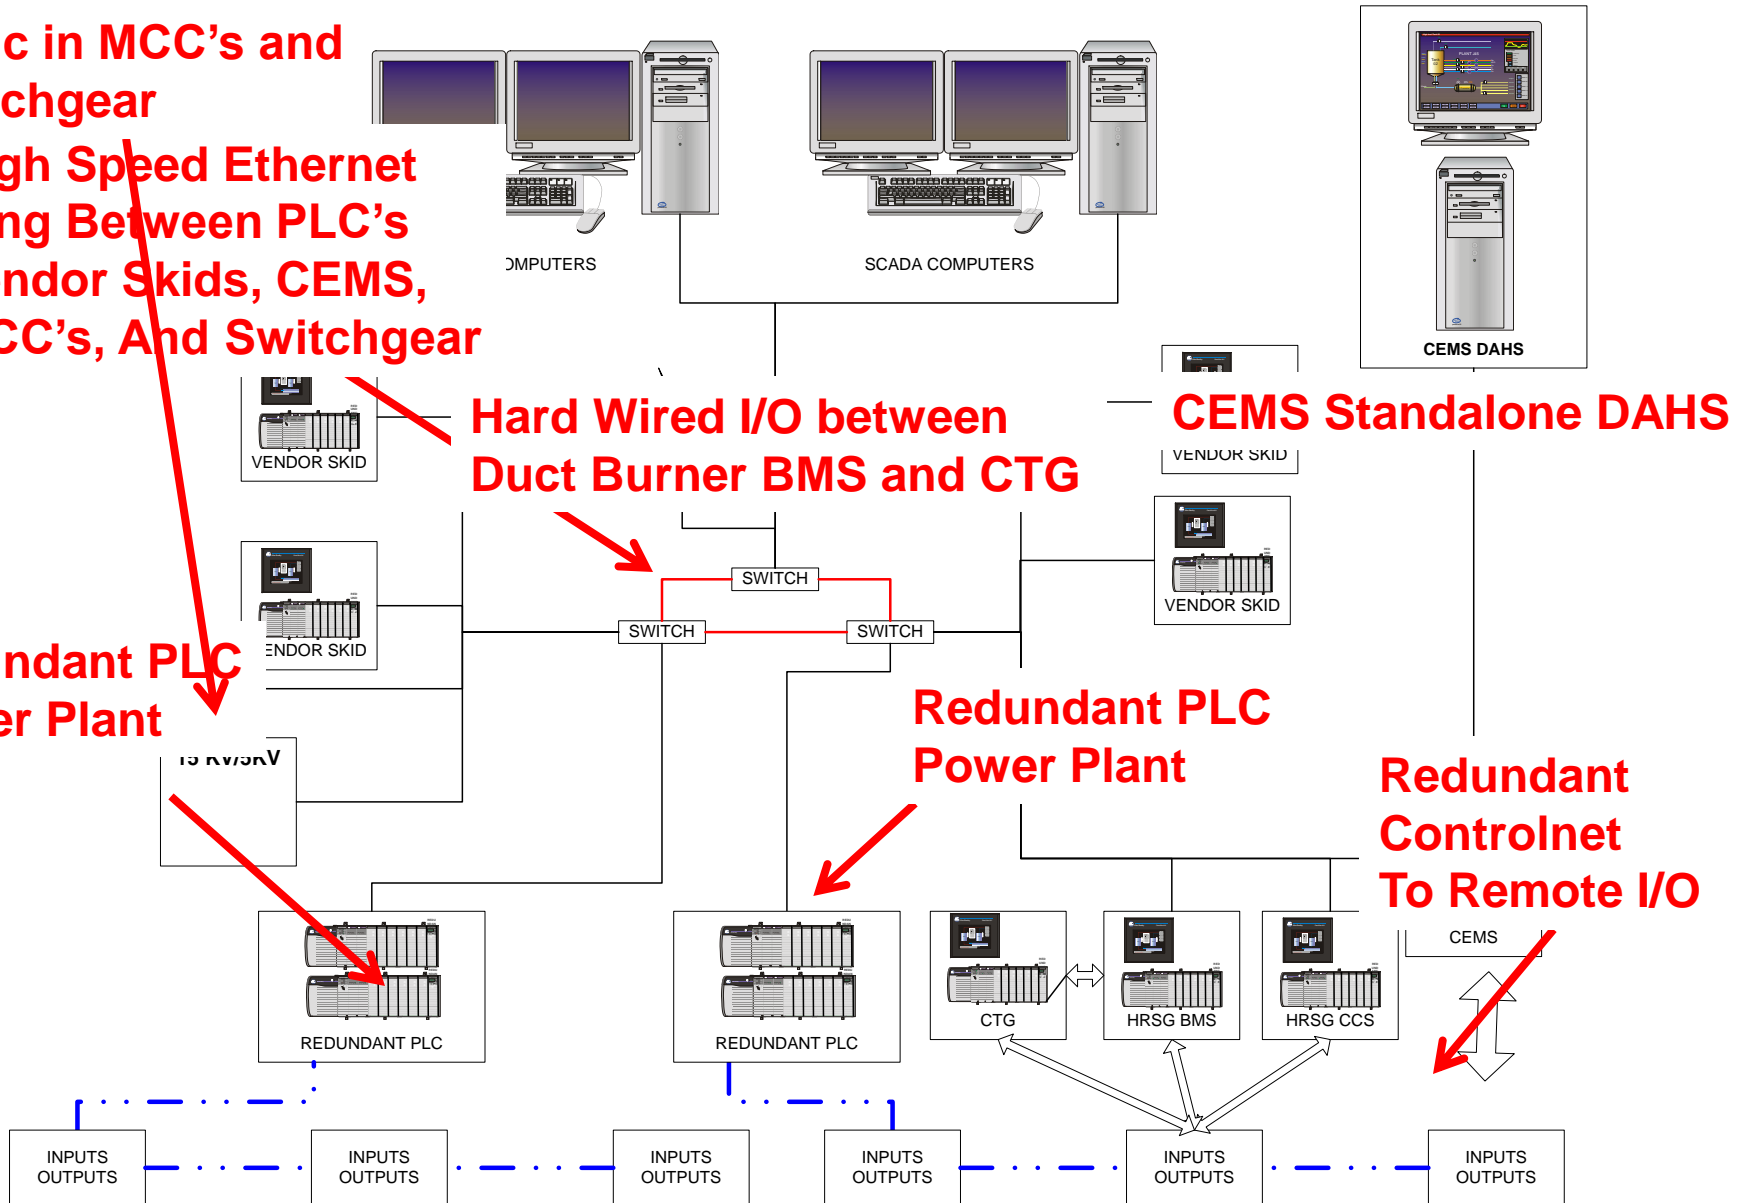 c in MCC's and
chgear
gh Speed Ethernet
ng Between PLC's
ndor Skids, CEMS,
CC's, And Switchgear
OMPUTERS
SCADA COMPUTERS
CEMS DAHS
VENDOR SKID
Hard Wired I/O between
Duct Burner BMS and CTG
CEMS Standalone DAHS
VENDOR SKID
SWITCH
SWITCH
SWITCH
VENDOR SKID
ENDOR SKID
ndant PLC
er Plant
15 KV/5KV
Redundant PLC
Power Plant
Redundant
Controlnet
To Remote I/O
CEMS
REDUNDANT PLC
REDUNDANT PLC
CTG
HRSG BMS
HRSG CCS
INPUTS
OUTPUTS
INPUTS
OUTPUTS
INPUTS
OUTPUTS
INPUTS
OUTPUTS
INPUTS
OUTPUTS
INPUTS
OUTPUTS